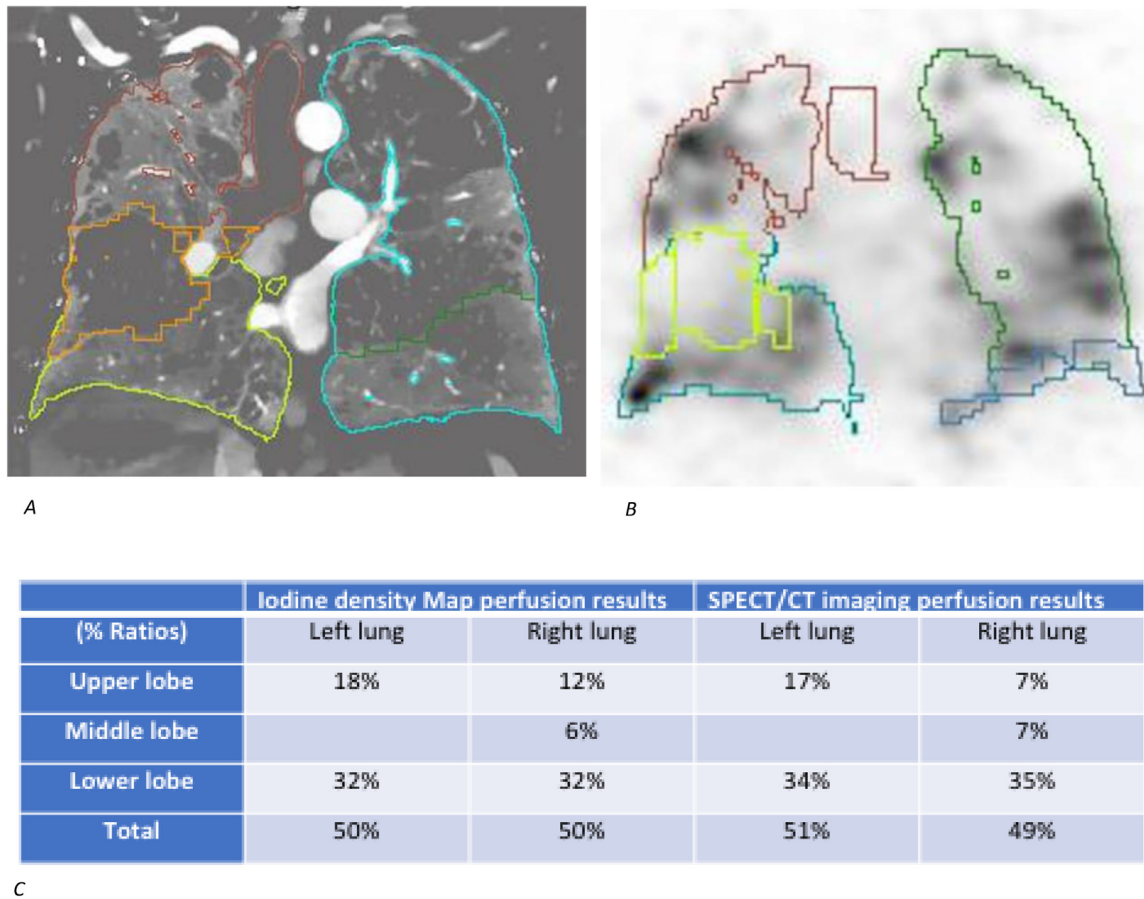 A
B
Iodine density Map perfusion results SPECT/CT imaging perfusion results
(% Ratios) Left lung Right lung Left lung Right lung
Upper lobe 18% 12% 17% 7%
Middle lobe 6% 7%
Lower lobe 32% 32% 34% 35%
Total 50% 50% 51% 49%
C